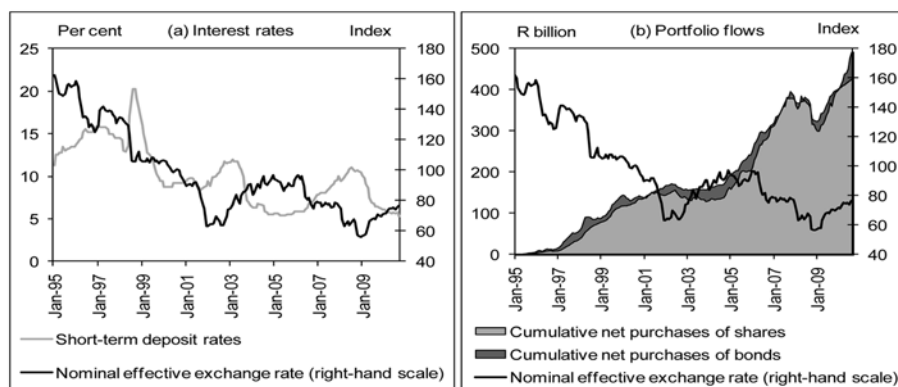 Per cent (a) Interest rates Index
25
20
15
10
5
0
180
160
140
120
100
80
60
40
Jan-95
Jan-97
Jan-99
Jan-01
Jan-03
Jan-05
Jan-07
Jan-09
Short-term deposit rates
Nominal effective exchange rate (right-hand scale)
R billion (b) Portfolio flows Index
500
400
300
200
100
0
180
160
140
120
100
80
60
40
Jan-95
Jan-97
Jan-99
Jan-01
Jan-03
Jan-05
Jan-07
Jan-09
Cumulative net purchases of shares
Cumulative net purchases of bonds
Nominal effective exchange rate (right-hand scale)